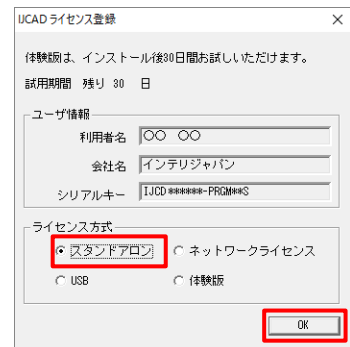 IJCAD ライセンス登録
体験版は、インストール後30日間お試しいただけます。
試用期間 残り 30 日
ユーザ情報
利用者名 〇〇 〇〇
会社名 インテリジャパン
シリアルキー IJCD******-PRGM**S
ライセンス方式
スタンドアロン ネットワークライセンス
USB 体験版
OK